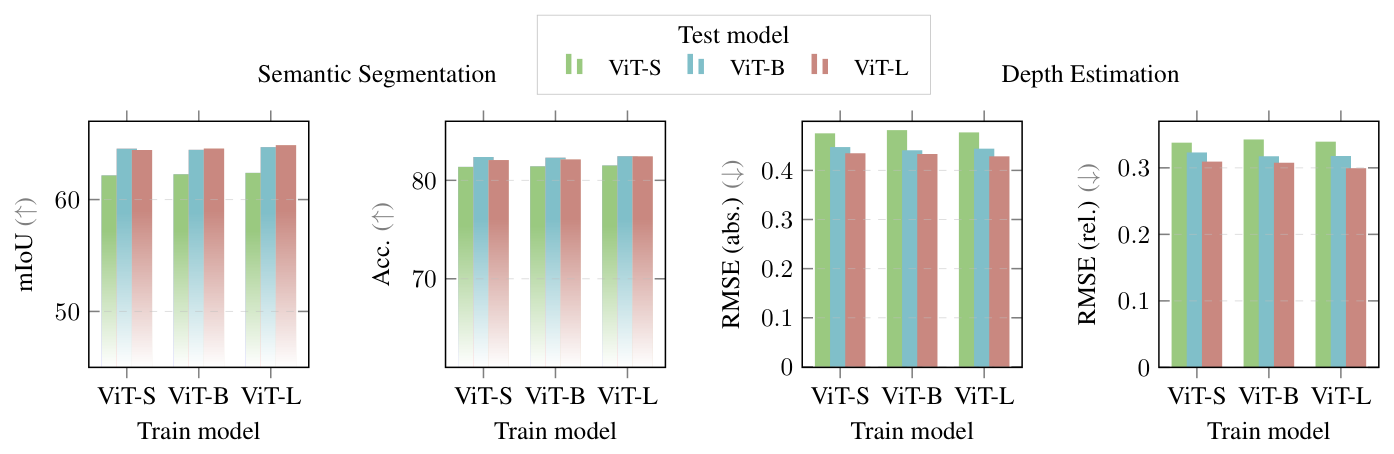 Test model
ViT-S ViT-B ViT-L
Semantic Segmentation
Depth Estimation
mIoU (↑)
60
50
ViT-S ViT-B ViT-L
Train model
Acc. (↑)
80
70
ViT-S ViT-B ViT-L
Train model
RMSE (abs.) (↓)
0.4
0.3
0.2
0.1
0
ViT-S ViT-B ViT-L
Train model
RMSE (rel.) (↓)
0.3
0.2
0.1
0
ViT-S ViT-B ViT-L
Train model